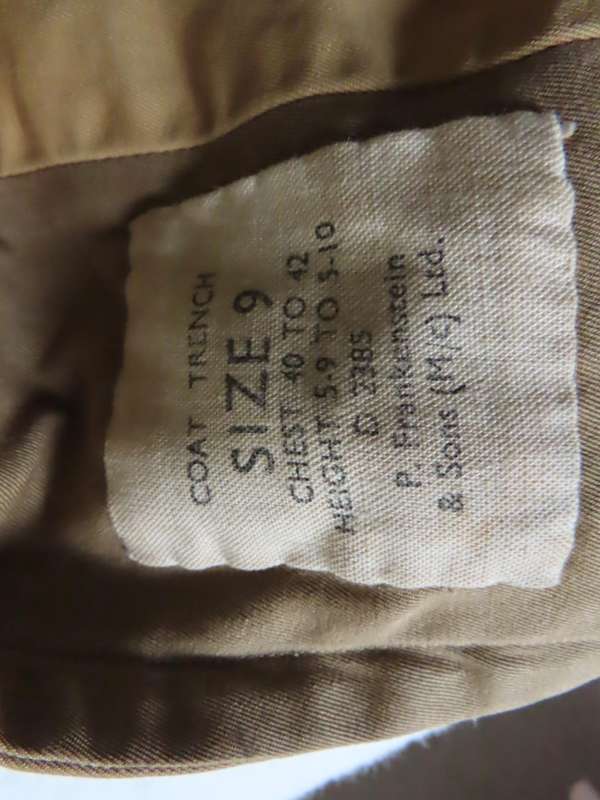 COAT TRENCH
SIZE 9
CHEST 40 TO 42
HEIGHT 5.9 TO 5-10
D 2385
P. Frankenstein
& Sons (M/c) Ltd.